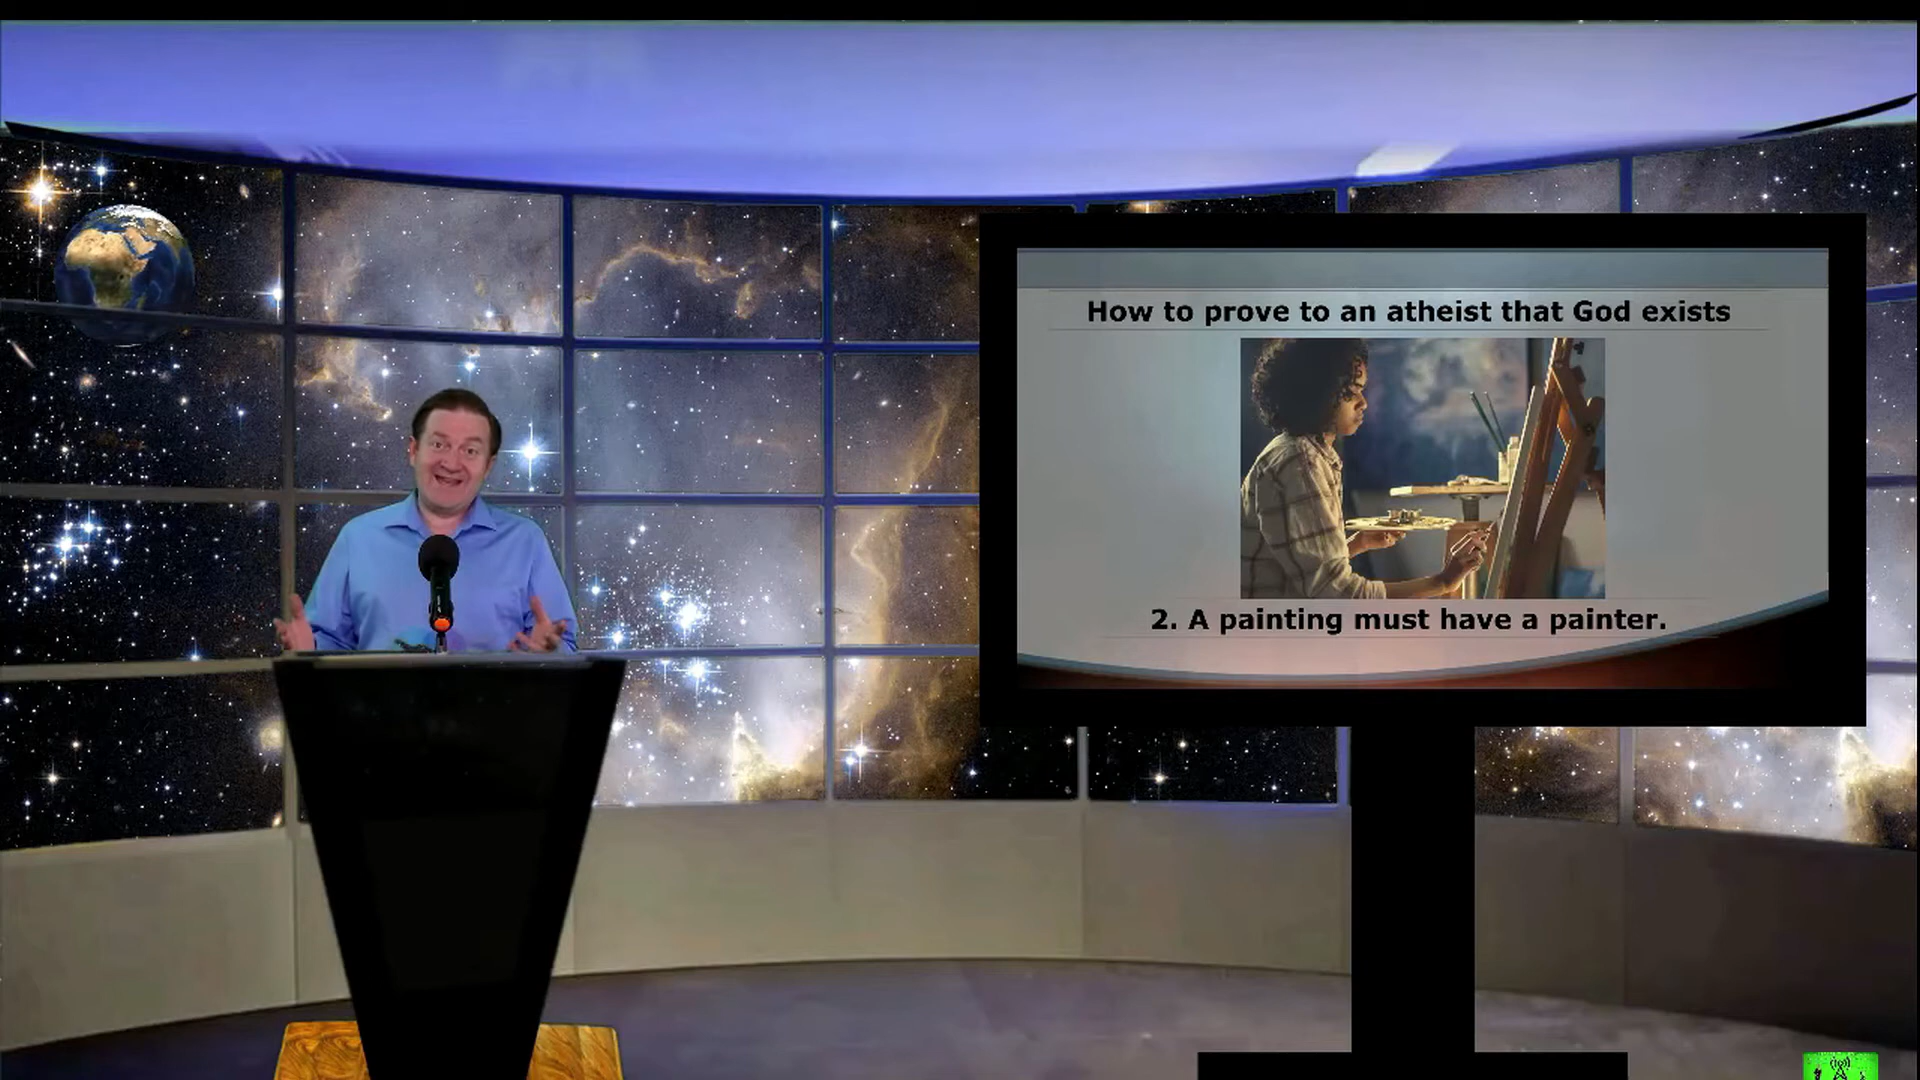 How to prove to an atheist that God exists
2. A painting must have a painter.